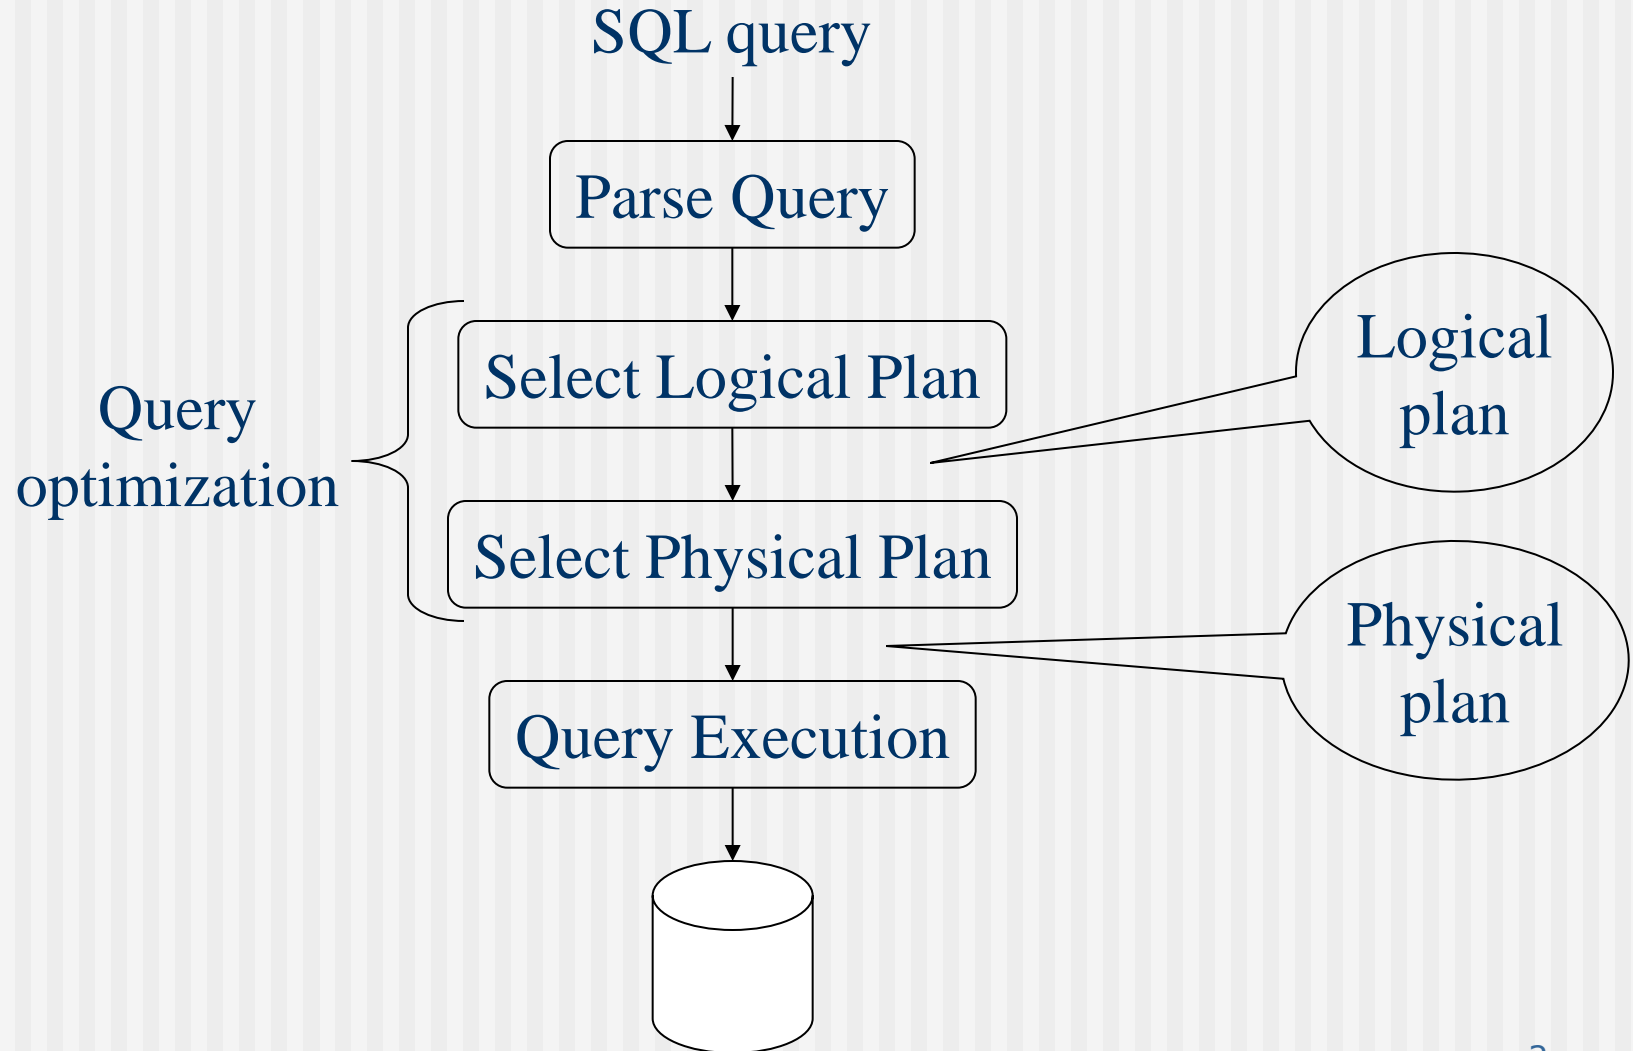 SQL query
Parse Query
Select Logical Plan
Query
optimization
Select Physical Plan
Query Execution
Logical
plan
Physical
plan